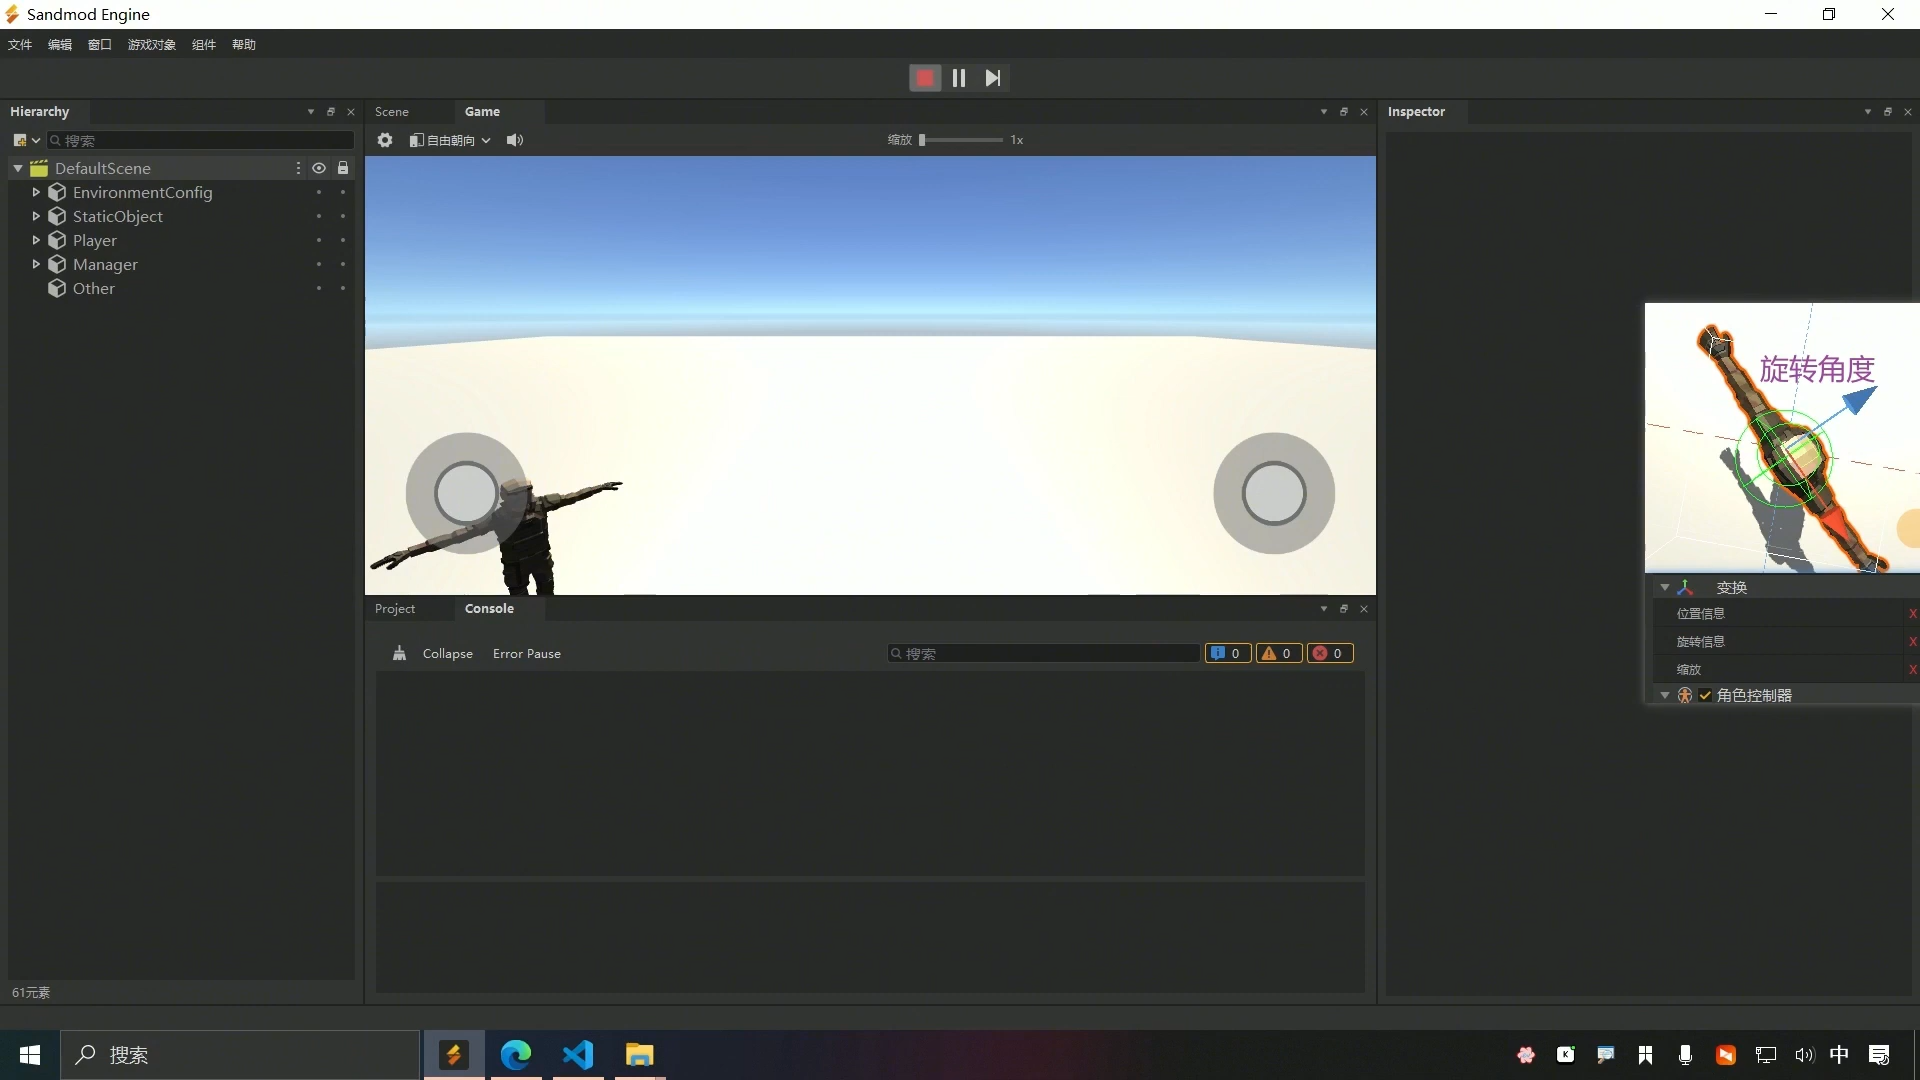 Sandmod Engine
文件 编辑 窗口 游戏对象 组件 帮助
Hierarchy
搜索
DefaultScene
EnvironmentConfig
StaticObject
Player
Manager
Other
61元素
Scene Game
自由朝向 缩放 1x
Project Console
Collapse Error Pause 搜索 0 0 0
Inspector
旋转角度
变换
位置信息 X
旋转信息 X
缩放 X
角色控制器
搜索
K
中